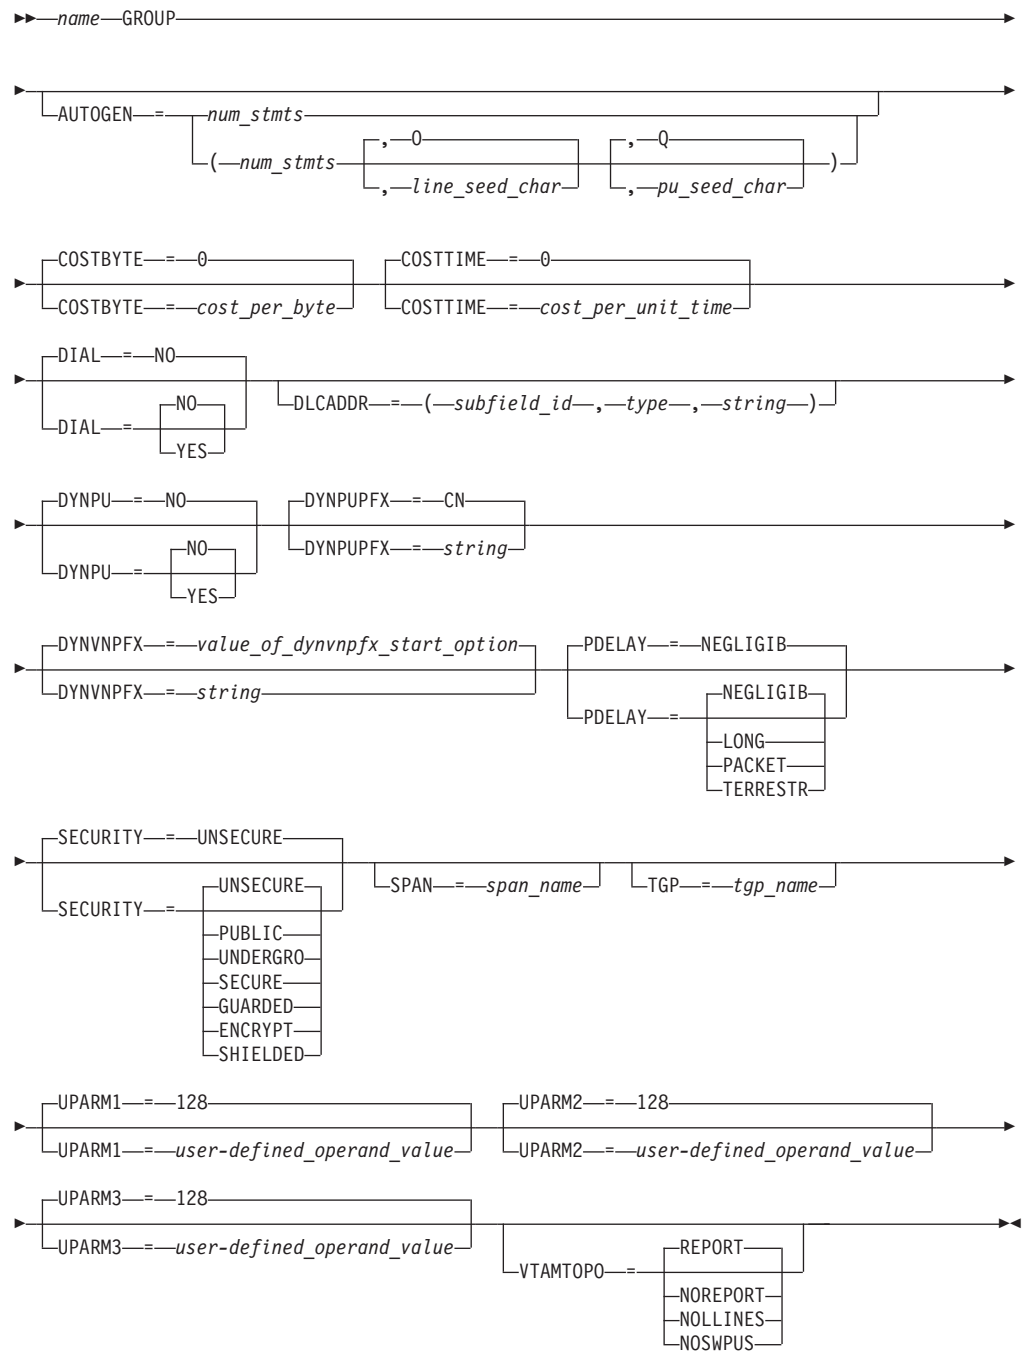 name GROUP
AUTOGEN = num_stmts
, O , Q
( num_stmts )
, line_seed_char , pu_seed_char
COSTBYTE = 0 COSTTIME = 0
COSTBYTE = cost_per_byte COSTTIME = cost_per_unit_time
DIAL = NO
DLCADDR = ( subfield_id , type , string )
NO
DIAL =
YES
DYNPU = NO DYNPUPFX = CN
NO DYNPUPFX = string
DYNPU =
YES
DYNVNPFX = value_of_dynvnpfx_start_option PDELAY = NEGLIGIB
DYNVNPFX = string NEGLIGIB
PDELAY =
LONG
PACKET
TERRESTR
SECURITY = UNSECURE
UNSECURE SPAN = span_name TGP = tgp_name
SECURITY =
PUBLIC
UNDERGRO
SECURE
GUARDED
ENCRYPT
SHIELDED
UPARM1 = 128 UPARM2 = 128
UPARM1 = user-defined_operand_value UPARM2 = user-defined_operand_value
UPARM3 = 128
UPARM3 = user-defined_operand_value REPORT
VTAMTOPO =
NOREPORT
NOLLINES
NOSWPUS